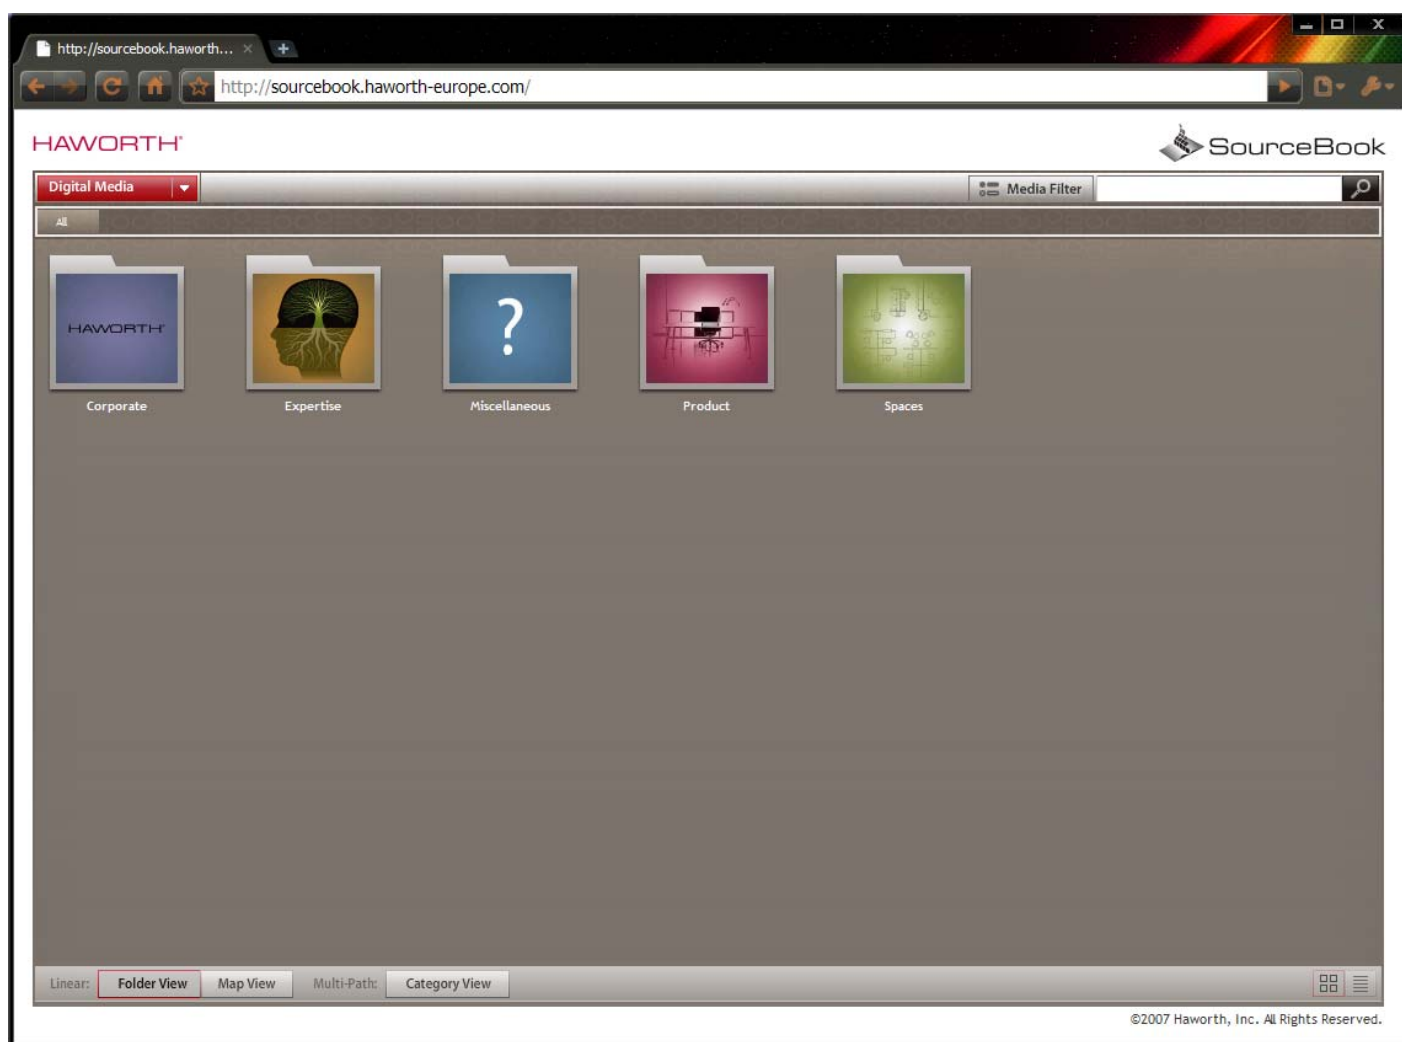 http://sourcebook.haworth...
http://sourcebook.haworth-europe.com/
HAWORTH®
SourceBook
Digital Media
Media Filter
All
HAWORTH®
?
Corporate
Expertise
Miscellaneous
Product
Spaces
Linear: Folder View Map View Multi-Path: Category View
©2007 Haworth, Inc. All Rights Reserved.